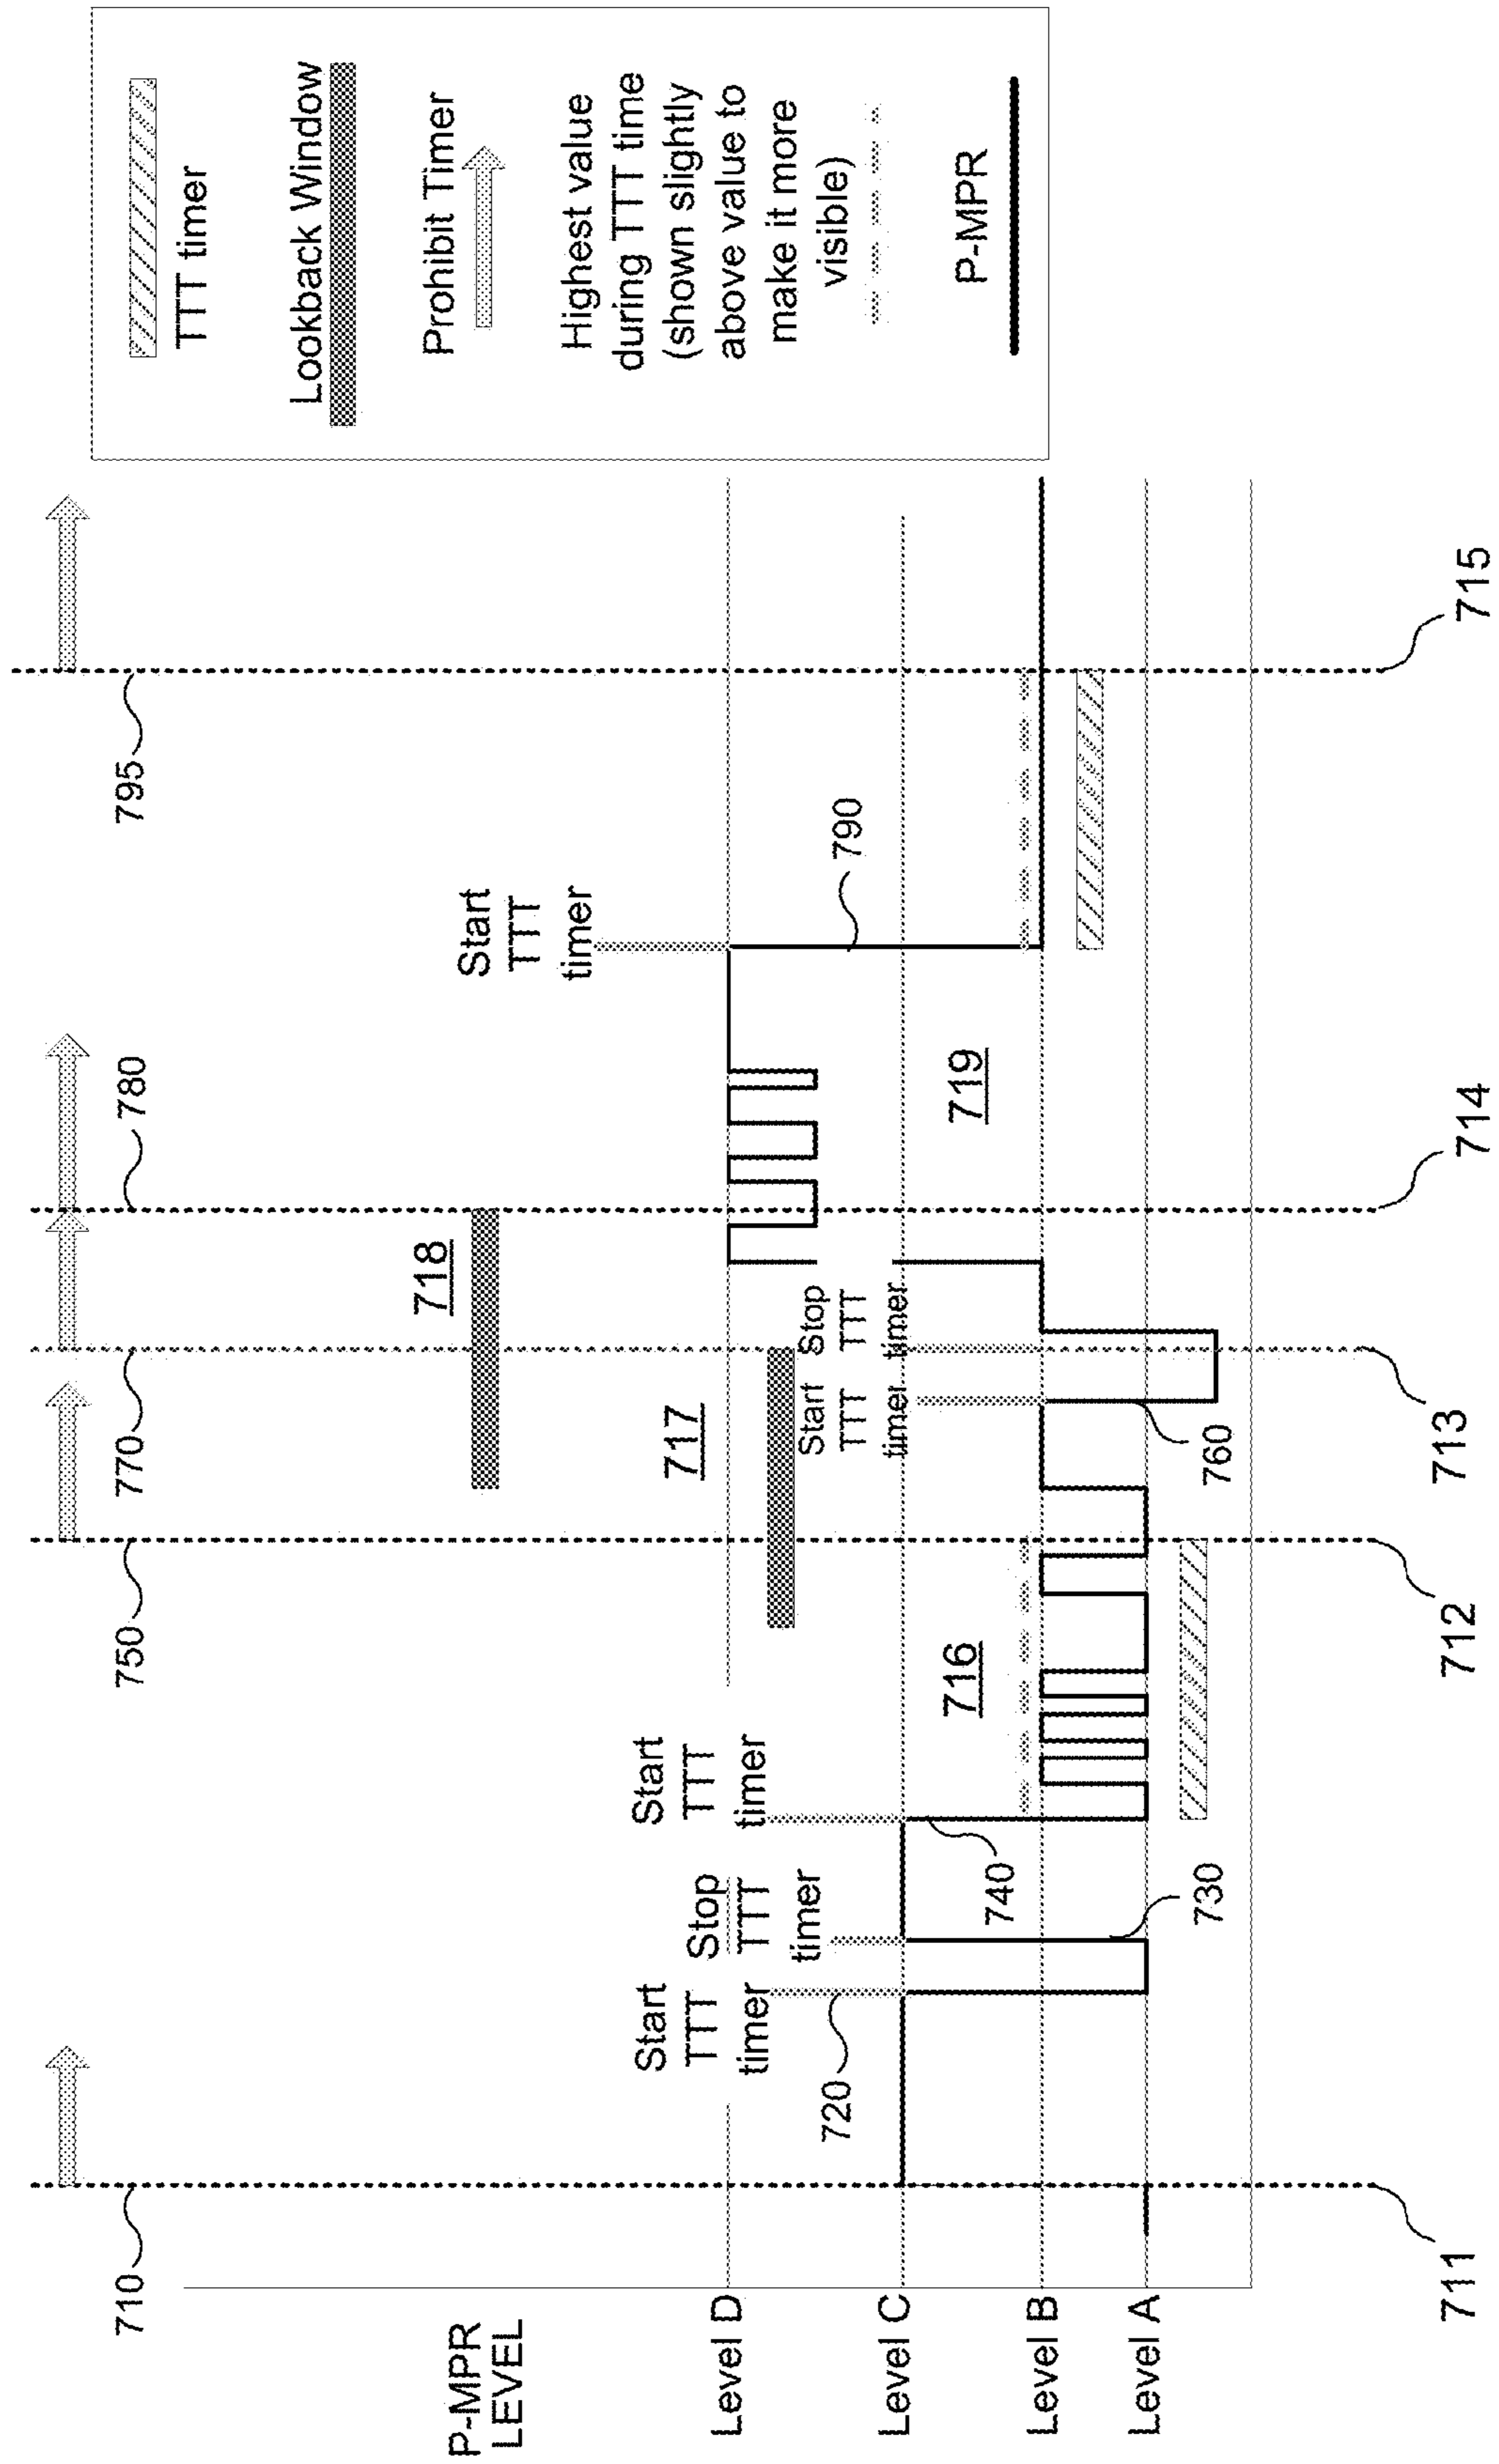 710
750
770
780
795
P-MPR
LEVEL
718
717
Start
TTT
timer
Start
TTT
timer
Stop
TTT
timer
Start
TTT
timer
Start
TTT
timer
Stop
TTT
timer
Level D
720
790
Level C
740
716
719
Level B
730
760
Level A
711
712
713
714
715
TTT timer
Lookback Window
Prohibit Timer
Highest value
during TTT time
(shown slightly
above value to
make it more
visible)
P-MPR